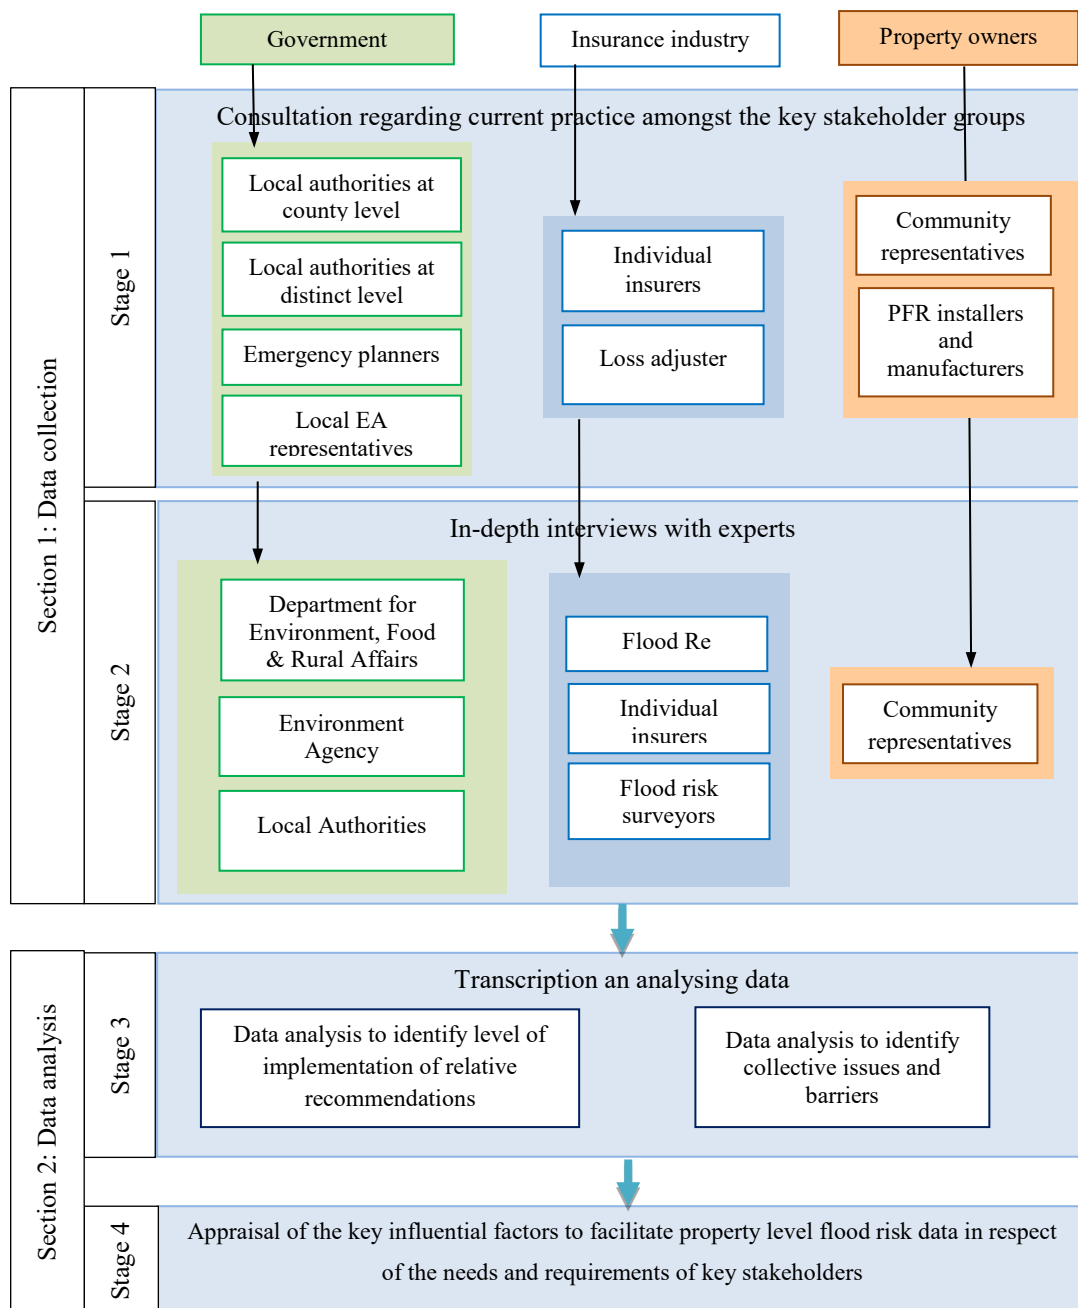 Government
Insurance industry
Property owners
Section 1: Data collection
Stage 1
Consultation regarding current practice amongst the key stakeholder groups
Local authorities at
county level
Local authorities at
distinct level
Emergency planners
Local EA
representatives
Individual
insurers
Loss adjuster
Community
representatives
PFR installers
and
manufacturers
Stage 2
In-depth interviews with experts
Department for
Environment, Food
& Rural Affairs
Environment
Agency
Local Authorities
Flood Re
Individual
insurers
Flood risk
surveyors
Community
representatives
Section 2: Data analysis
Stage 3
Transcription an analysing data
Data analysis to identify level of
implementation of relative
recommendations
Data analysis to identify
collective issues and
barriers
Stage 4
Appraisal of the key influential factors to facilitate property level flood risk data in respect
of the needs and requirements of key stakeholders